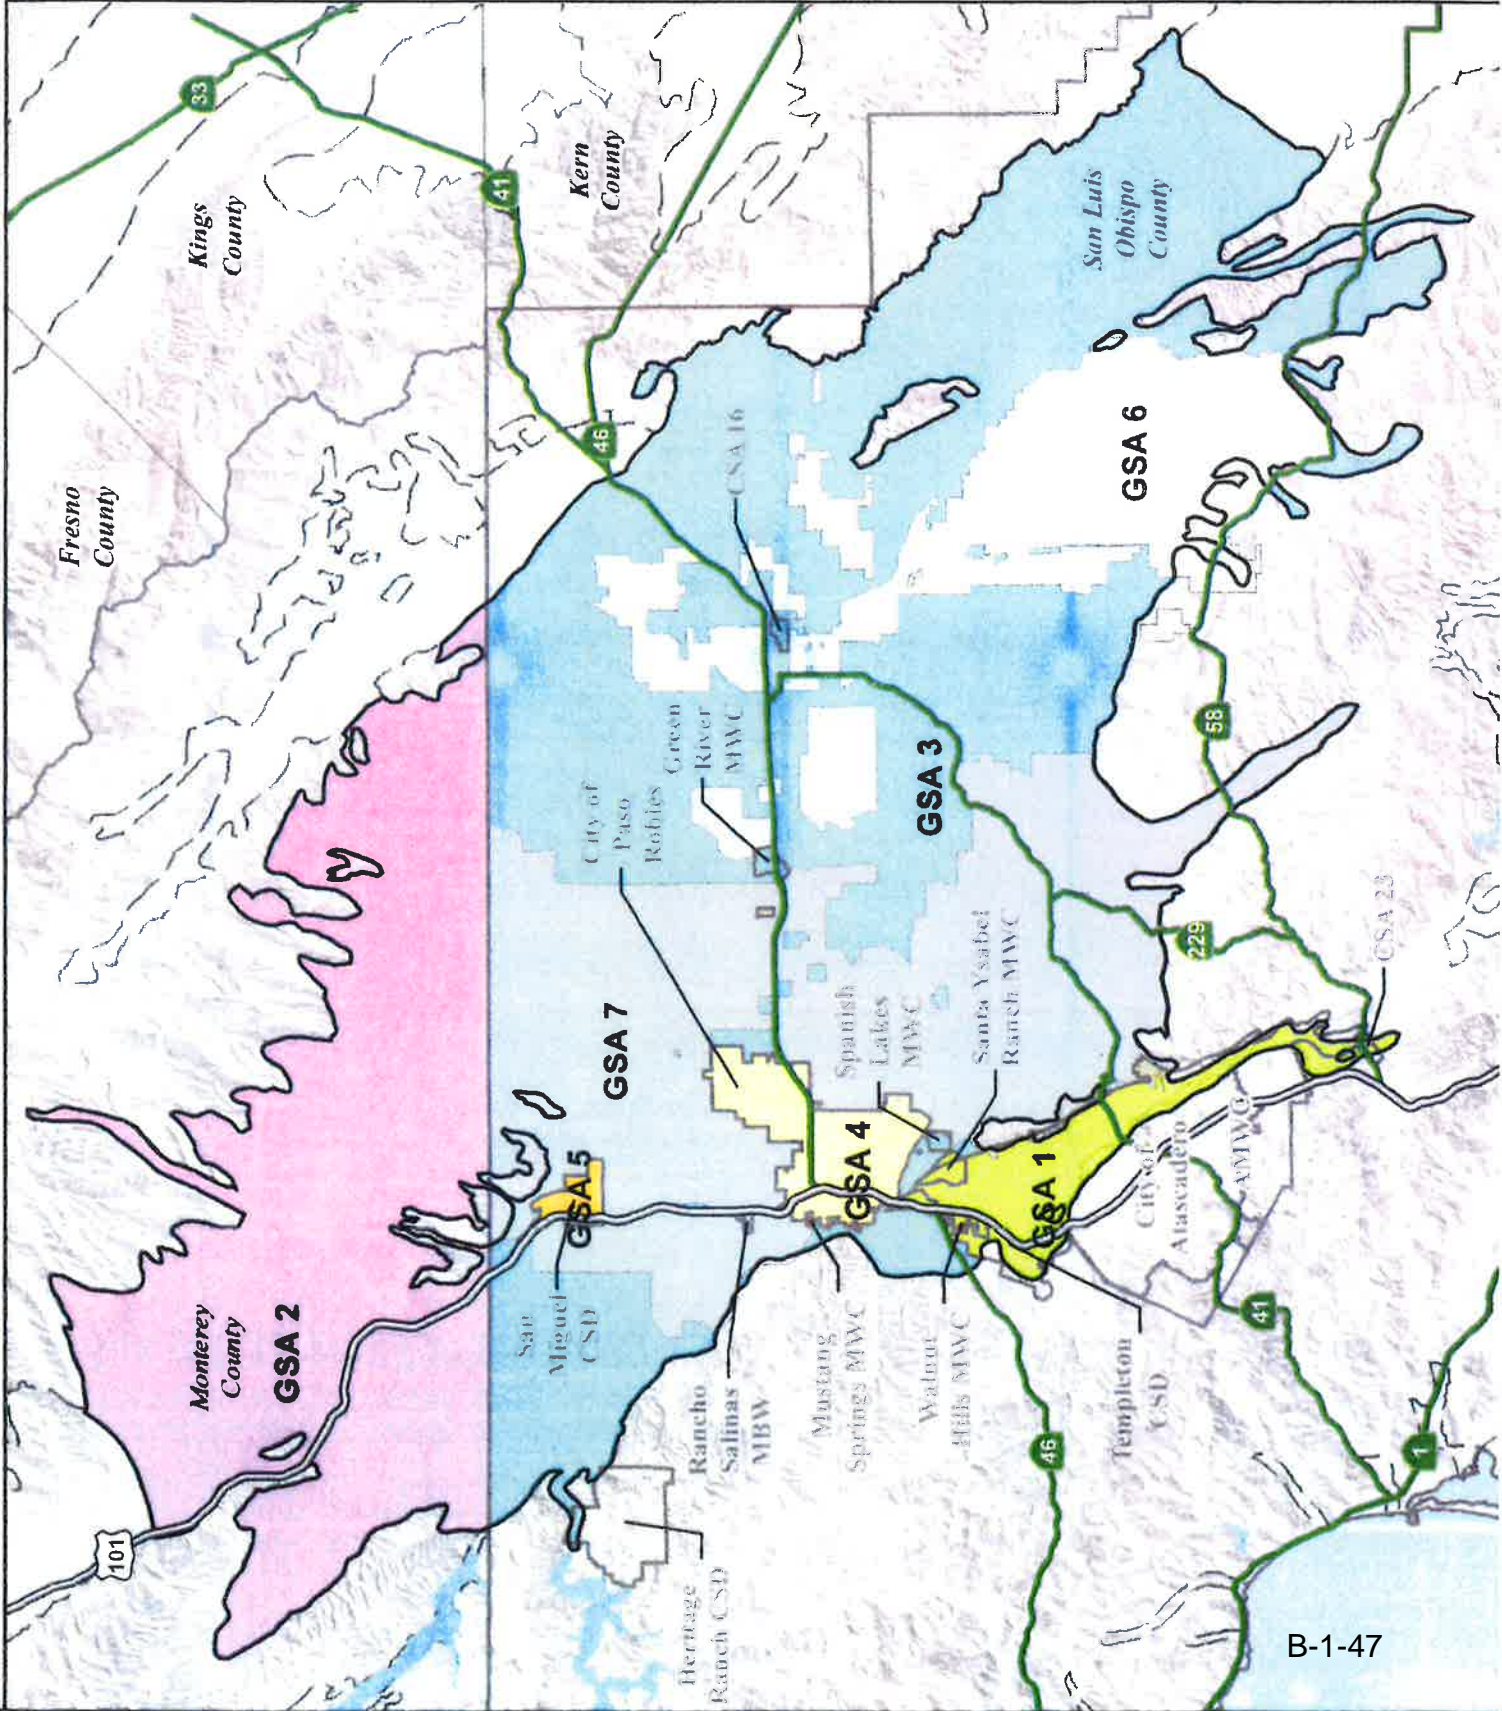 33
Kings
County
41
Kern
County
Fresno
County
46
CSA 16
San Luis
Obispo
County
GSA 6
58
Green
River
MWC
City of
Paso
Robles
GSA 3
GSA 7
Spanish
Lakes
MWC
Santa Ysabel
Ranch MWC
229
CSA 23
GSA 5
GSA 4
GSA 1
City of
Atascadero
AMWC
San
Miguel
CSD
Monterey
County
GSA 2
101
Rancho
Salinas
MBW
Mustang
Springs MWC
Walnut
Hills MWC
Templeton
CSD
41
46
1
Heritage
Ranch CSD
B-1-47